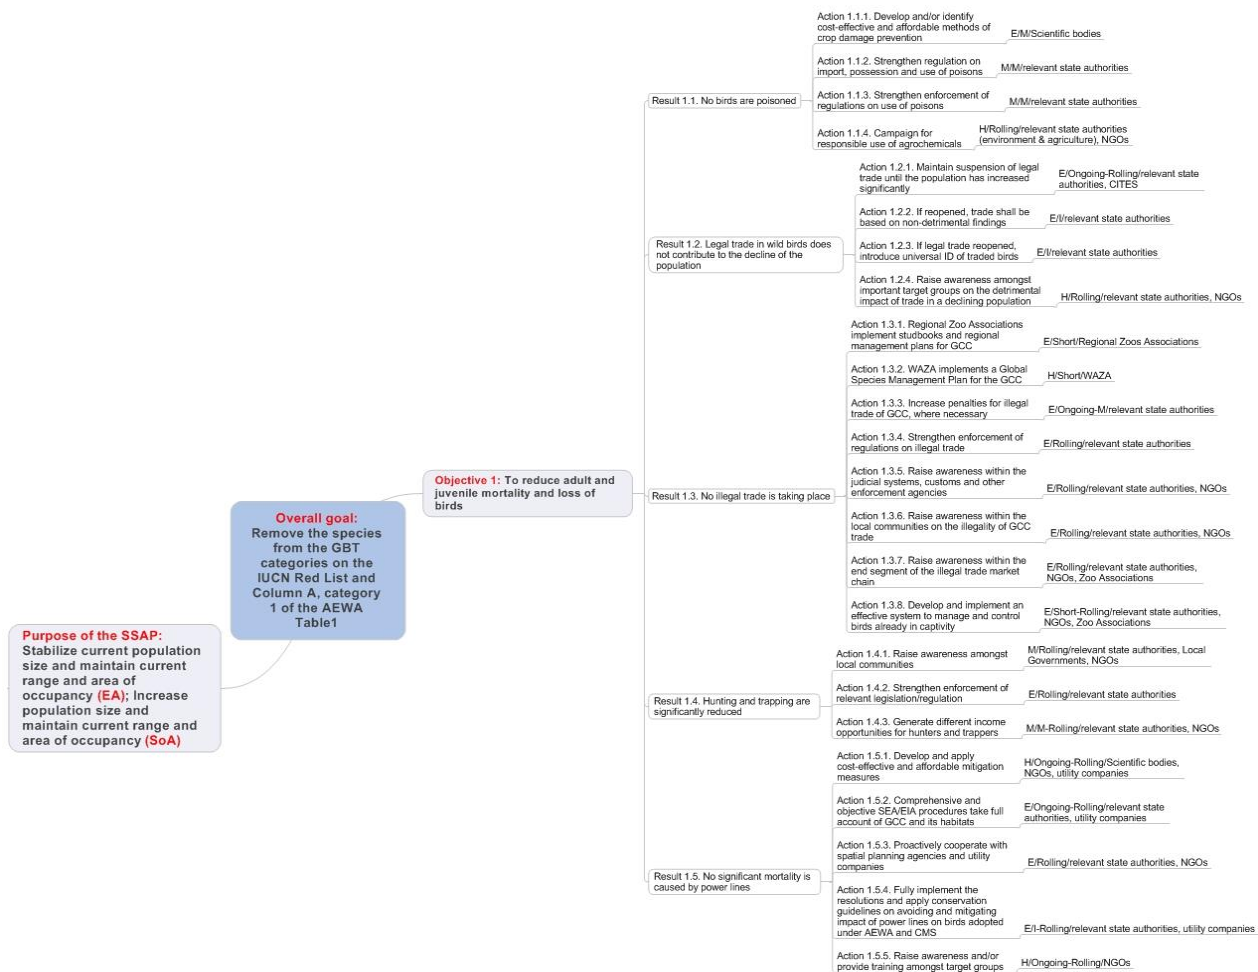 Purpose of the SSAP:
Stabilize current population
size and maintain current
range and area of
occupancy (EA); Increase
population size and
maintain current range and
area of occupancy (SoA)
Overall goal:
Remove the species
from the GBT
categories on the
IUCN Red List and
Column A, category
1 of the AEWA
Table1
Objective 1: To reduce adult and
juvenile mortality and loss of
birds
Result 1.1. No birds are poisoned
Action 1.1.1. Develop and/or identify
cost-effective and affordable methods of
crop damage prevention
E/M/Scientific bodies
Action 1.1.2. Strengthen regulation on
import, possession and use of poisons
M/M/relevant state authorities
Action 1.1.3. Strengthen enforcement of
regulations on use of poisons
M/M/relevant state authorities
Action 1.1.4. Campaign for
responsible use of agrochemicals
H/Rolling/relevant state authorities
(environment & agriculture), NGOs
Result 1.2. Legal trade in wild birds does
not contribute to the decline of the
population
Action 1.2.1. Maintain suspension of legal
trade until the population has increased
significantly
E/Ongoing-Rolling/relevant state
authorities, CITES
Action 1.2.2. If reopened, trade shall be
based on non-detrimental findings
E/I/relevant state authorities
Action 1.2.3. If legal trade reopened,
introduce universal ID of traded birds
E/I/relevant state authorities
Action 1.2.4. Raise awareness amongst
important target groups on the detrimental
impact of trade in a declining population
H/Rolling/relevant state authorities, NGOs
Result 1.3. No illegal trade is taking place
Action 1.3.1. Regional Zoo Associations
implement studbooks and regional
management plans for GCC
E/Short/Regional Zoos Associations
Action 1.3.2. WAZA implements a Global
Species Management Plan for the GCC
H/Short/WAZA
Action 1.3.3. Increase penalties for illegal
trade of GCC, where necessary
E/Ongoing-M/relevant state authorities
Action 1.3.4. Strengthen enforcement of
regulations on illegal trade
E/Rolling/relevant state authorities
Action 1.3.5. Raise awareness within the
judicial systems, customs and other
enforcement agencies
E/Rolling/relevant state authorities, NGOs
Action 1.3.6. Raise awareness within the
local communities on the illegality of GCC
trade
E/Rolling/relevant state authorities, NGOs
Action 1.3.7. Raise awareness within the
end segment of the illegal trade market
chain
E/Rolling/relevant state authorities,
NGOs, Zoo Associations
Action 1.3.8. Develop and implement an
effective system to manage and control
birds already in captivity
E/Short-Rolling/relevant state authorities,
NGOs, Zoo Associations
Result 1.4. Hunting and trapping are
significantly reduced
Action 1.4.1. Raise awareness amongst
local communities
M/Rolling/relevant state authorities, Local
Governments, NGOs
Action 1.4.2. Strengthen enforcement of
relevant legislation/regulation
E/Rolling/relevant state authorities
Action 1.4.3. Generate different income
opportunities for hunters and trappers
M/M-Rolling/relevant state authorities, NGOs
Result 1.5. No significant mortality is
caused by power lines
Action 1.5.1. Develop and apply
cost-effective and affordable mitigation
measures
H/Ongoing-Rolling/Scientific bodies,
NGOs, utility companies
Action 1.5.2. Comprehensive and
objective SEA/EIA procedures take full
account of GCC and its habitats
E/Ongoing-Rolling/relevant state
authorities, utility companies
Action 1.5.3. Proactively cooperate with
spatial planning agencies and utility
companies
E/Rolling/relevant state authorities, NGOs
Action 1.5.4. Fully implement the
resolutions and apply conservation
guidelines on avoiding and mitigating
impact of power lines on birds adopted
under AEWA and CMS
E/I-Rolling/relevant state authorities, utility companies
Action 1.5.5. Raise awareness and/or
provide training amongst target groups
H/Ongoing-Rolling/NGOs